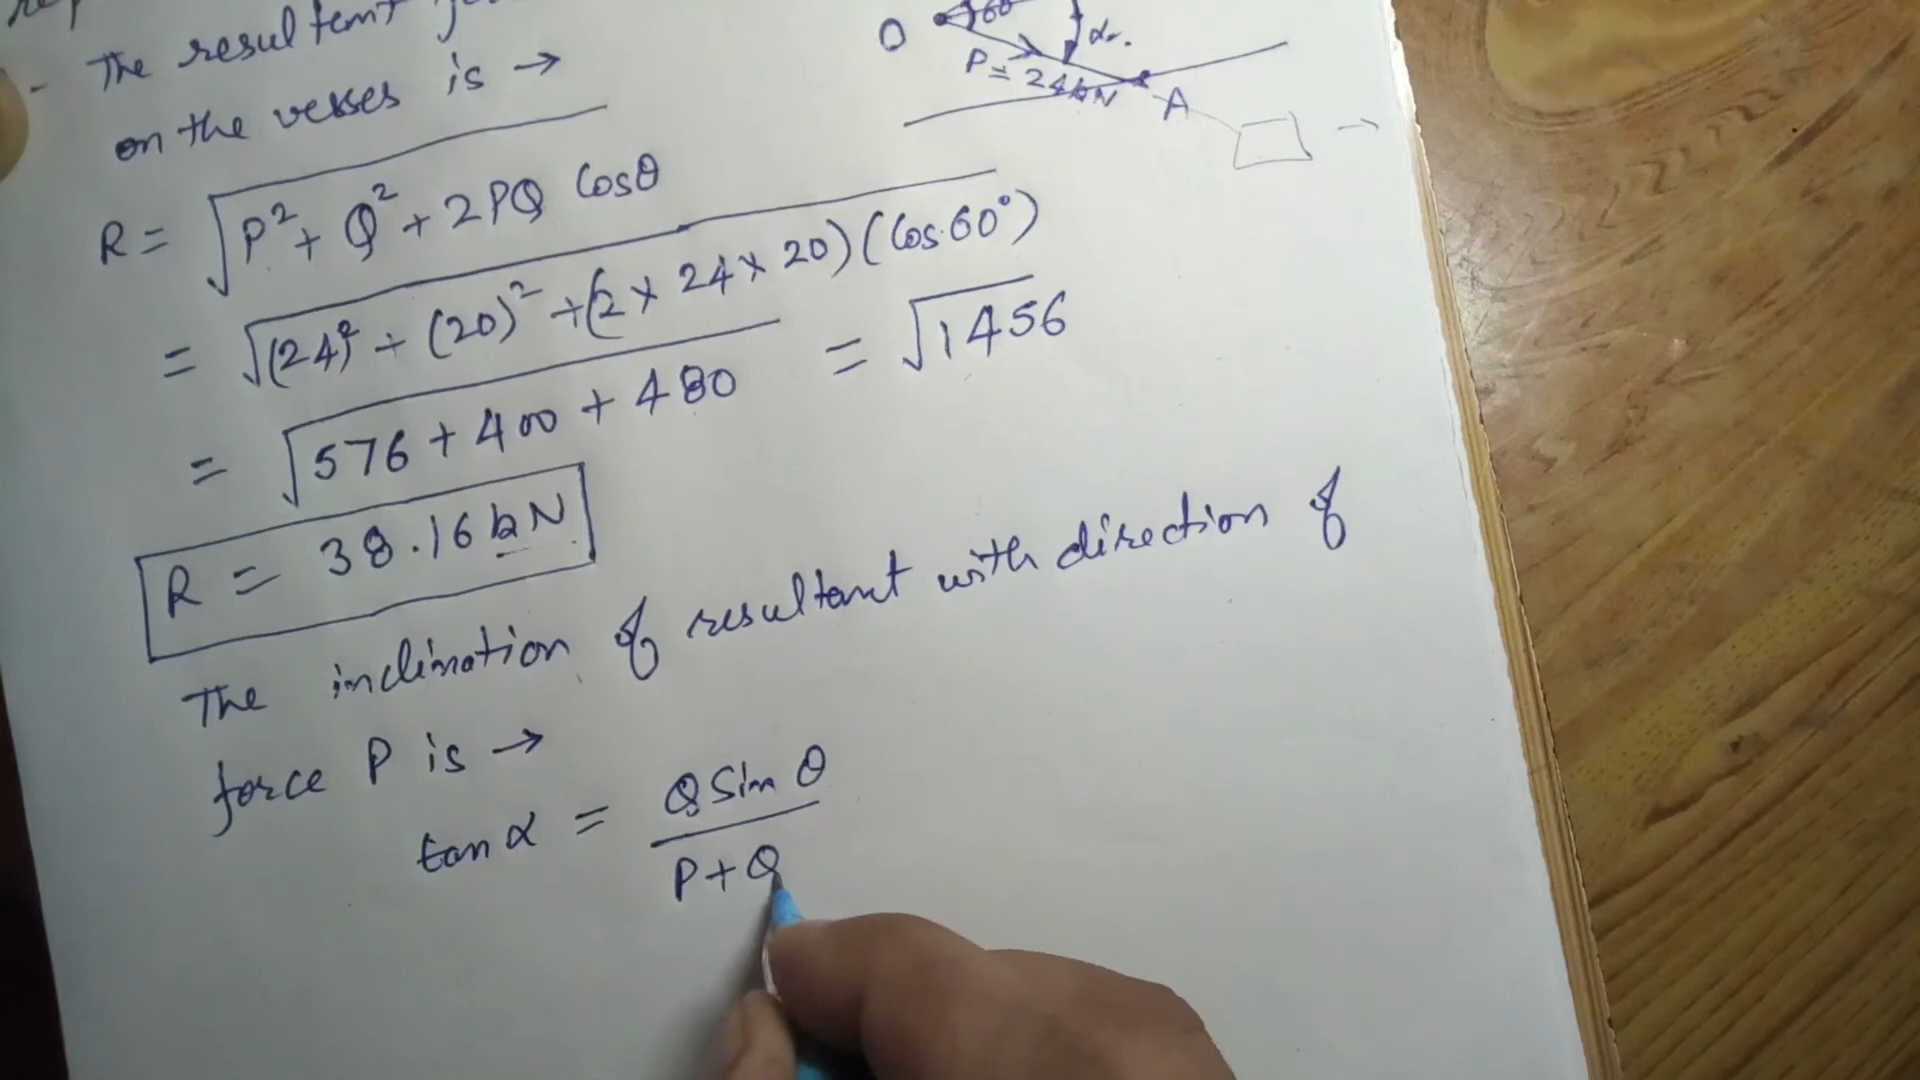 The resultant
on the vesses is →
O
60
α
P = 24kN
A
R = √P² + Q² + 2PQ Cosθ
= √(24)² + (20)² + (2 × 24 × 20) (Cos 60°)
= √576 + 400 + 480 = √1456
R = 38.16 kN
The inclination of resultant with direction of
force P is →
tan α = Q Sin θ
P + Q